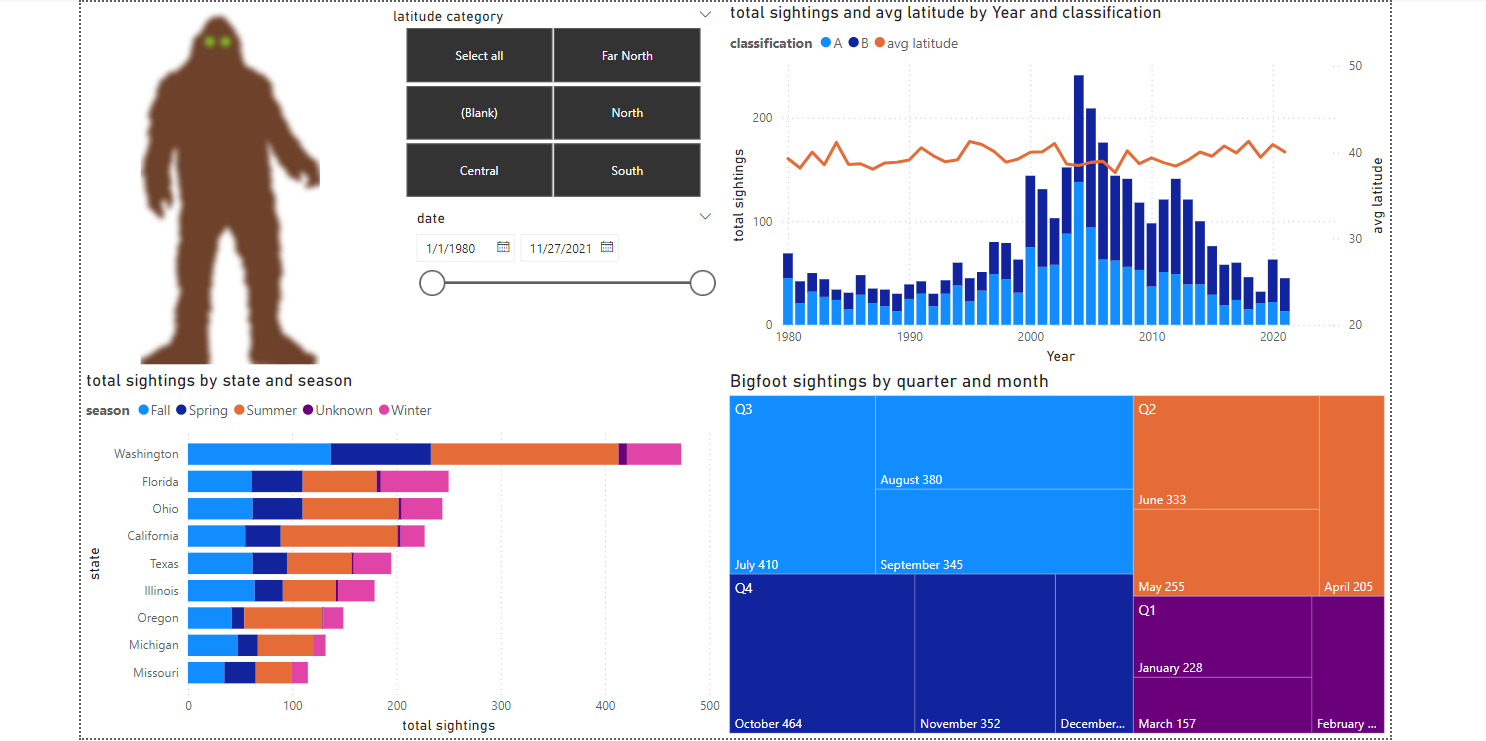 latitude category
Select all
Far North
(Blank)
North
Central
South
date
1/1/1980
11/27/2021
total sightings and avg latitude by Year and classification
classification A B avg latitude
50
40
30
20
200
100
0
total sightings
avg latitude
1980 1990 2000 2010 2020
Year
total sightings by state and season
season Fall Spring Summer Unknown Winter
Washington
Florida
Ohio
California
Texas
Illinois
Oregon
Michigan
Missouri
state
0 100 200 300 400 500
total sightings
Bigfoot sightings by quarter and month
Q3
July 410
August 380
September 345
Q4
October 464
November 352
December...
Q2
June 333
May 255
April 205
Q1
January 228
March 157
February ...